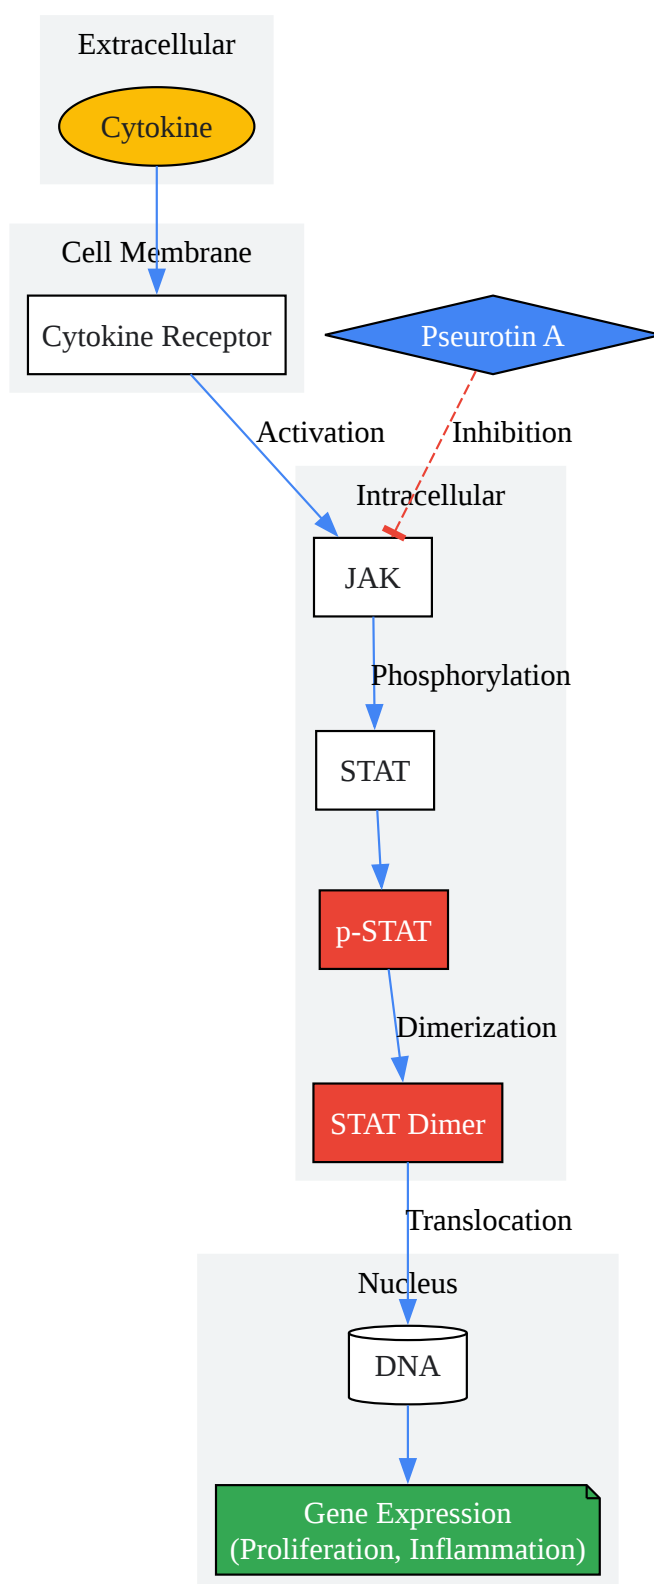 Extracellular
Cytokine
Cell Membrane
Cytokine Receptor
Pseurotin A
Activation
Inhibition
Intracellular
JAK
Phosphorylation
STAT
p-STAT
Dimerization
STAT Dimer
Translocation
Nucleus
DNA
Gene Expression
(Proliferation, Inflammation)